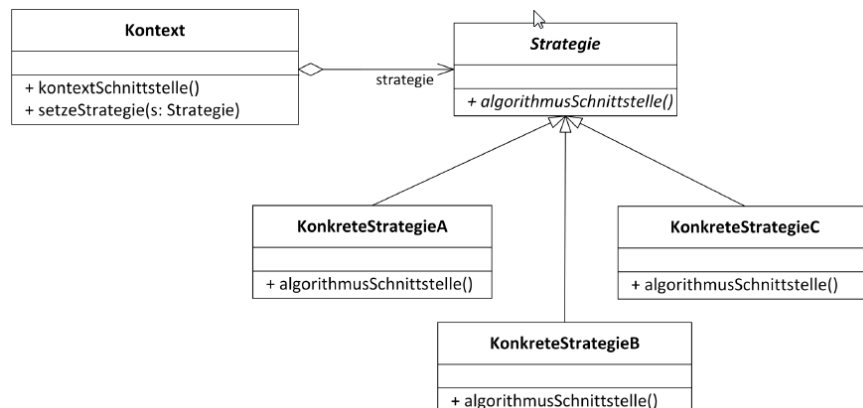 Kontext
+ kontextSchnittstelle()
+ setzeStrategie(s: Strategie)
strategie
Strategie
+ algorithmusSchnittstelle()
KonkreteStrategieA
+ algorithmusSchnittstelle()
KonkreteStrategieC
+ algorithmusSchnittstelle()
KonkreteStrategieB
+ algorithmusSchnittstelle()